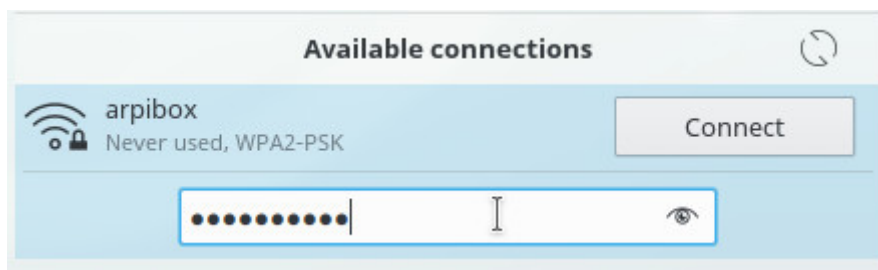 Available connections
arpibox
Never used, WPA2-PSK
Connect
●●●●●●●●●●